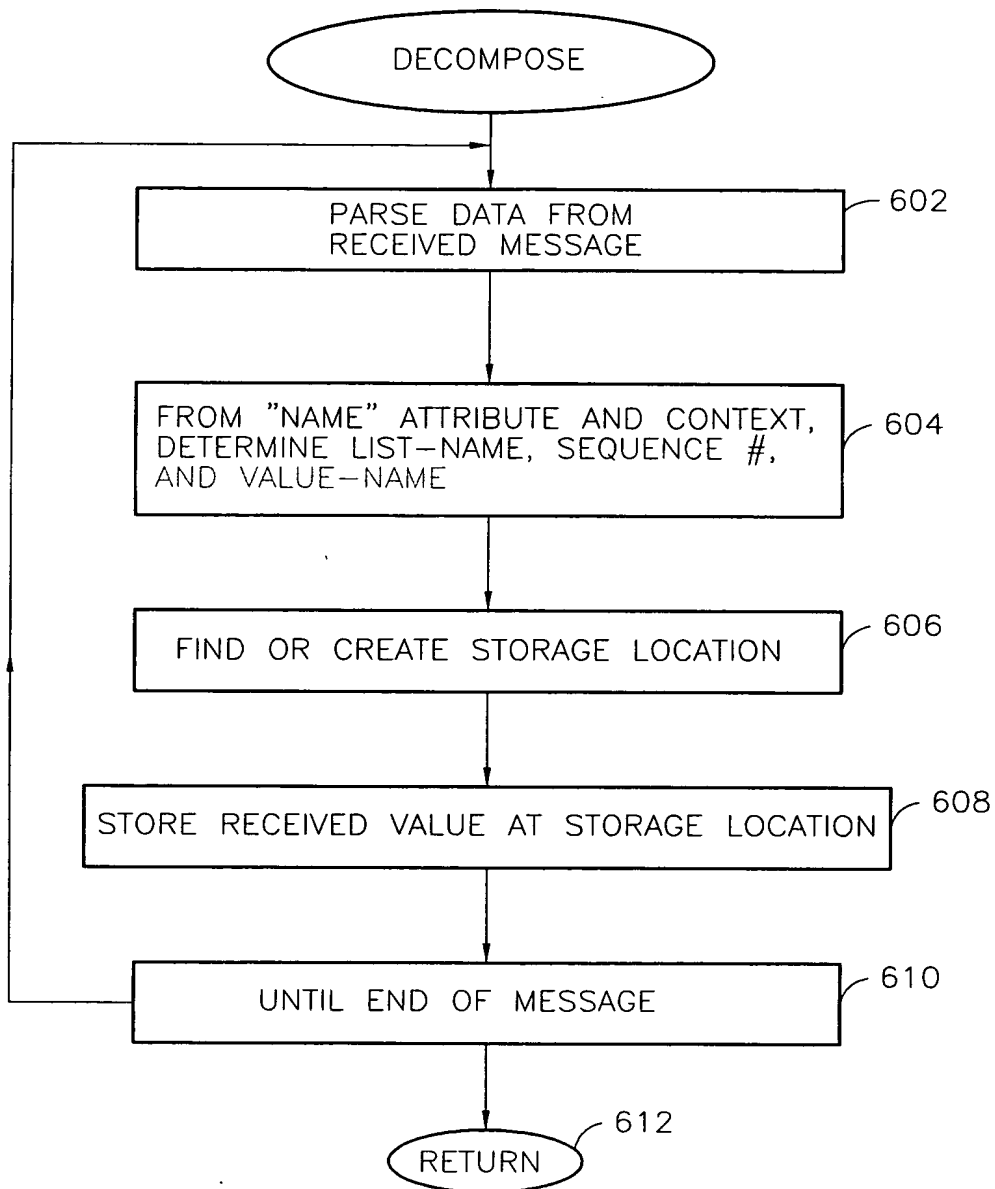 DECOMPOSE
PARSE DATA FROM
RECEIVED MESSAGE
602
FROM "NAME" ATTRIBUTE AND CONTEXT,
DETERMINE LIST-NAME, SEQUENCE #,
AND VALUE-NAME
604
FIND OR CREATE STORAGE LOCATION
606
STORE RECEIVED VALUE AT STORAGE LOCATION
608
UNTIL END OF MESSAGE
610
RETURN
612